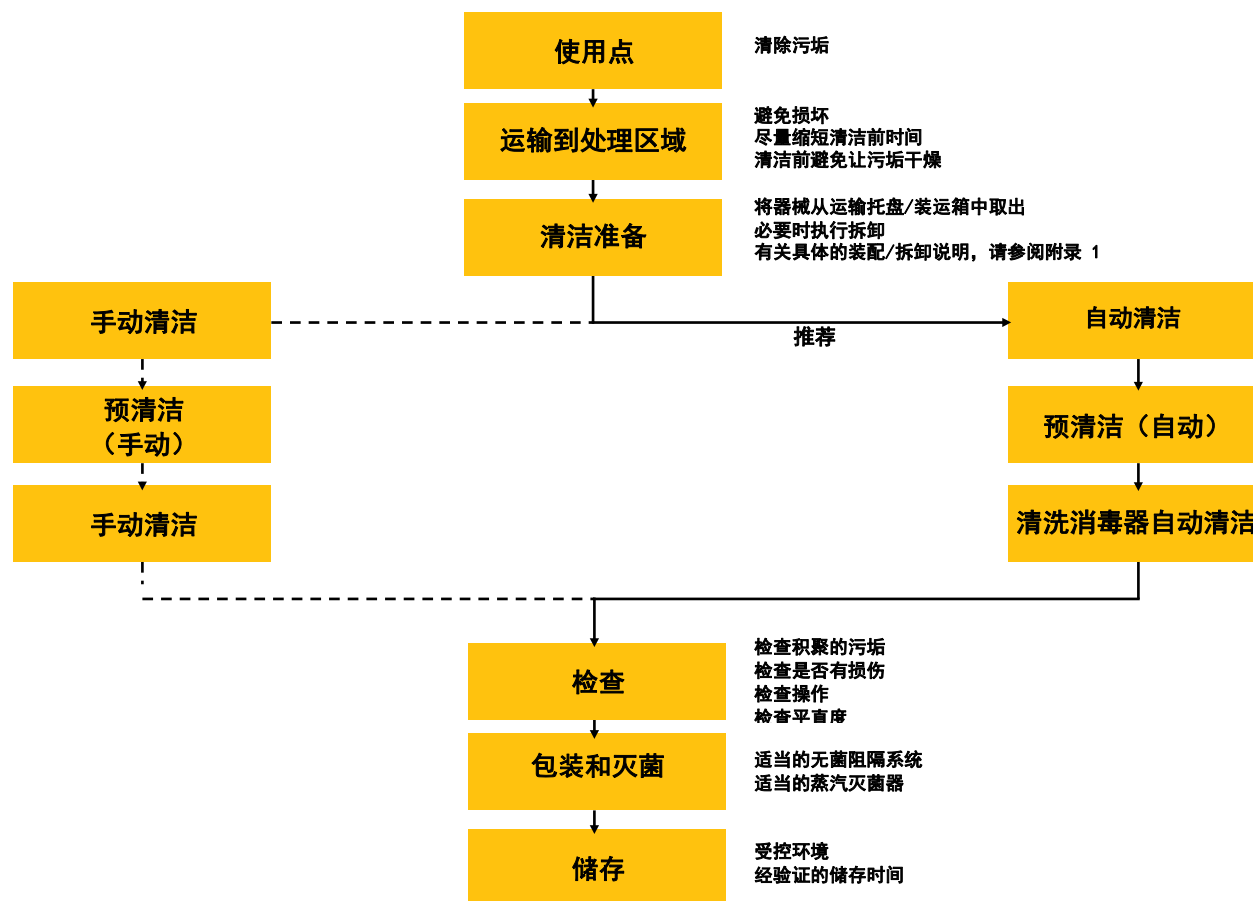 使用点
清除污垢
运输到处理区域
避免损坏
尽量缩短清洁前时间
清洁前避免让污垢干燥
清洁准备
将器械从运输托盘/装运箱中取出
必要时执行拆卸
有关具体的装配/拆卸说明，请参阅附录 1
手动清洁
推荐
自动清洁
预清洁
（手动）
预清洁（自动）
手动清洁
清洗消毒器自动清洁
检查
检查积聚的污垢
检查是否有损伤
检查操作
检查平直度
包装和灭菌
适当的无菌阻隔系统
适当的蒸汽灭菌器
储存
受控环境
经验证的储存时间